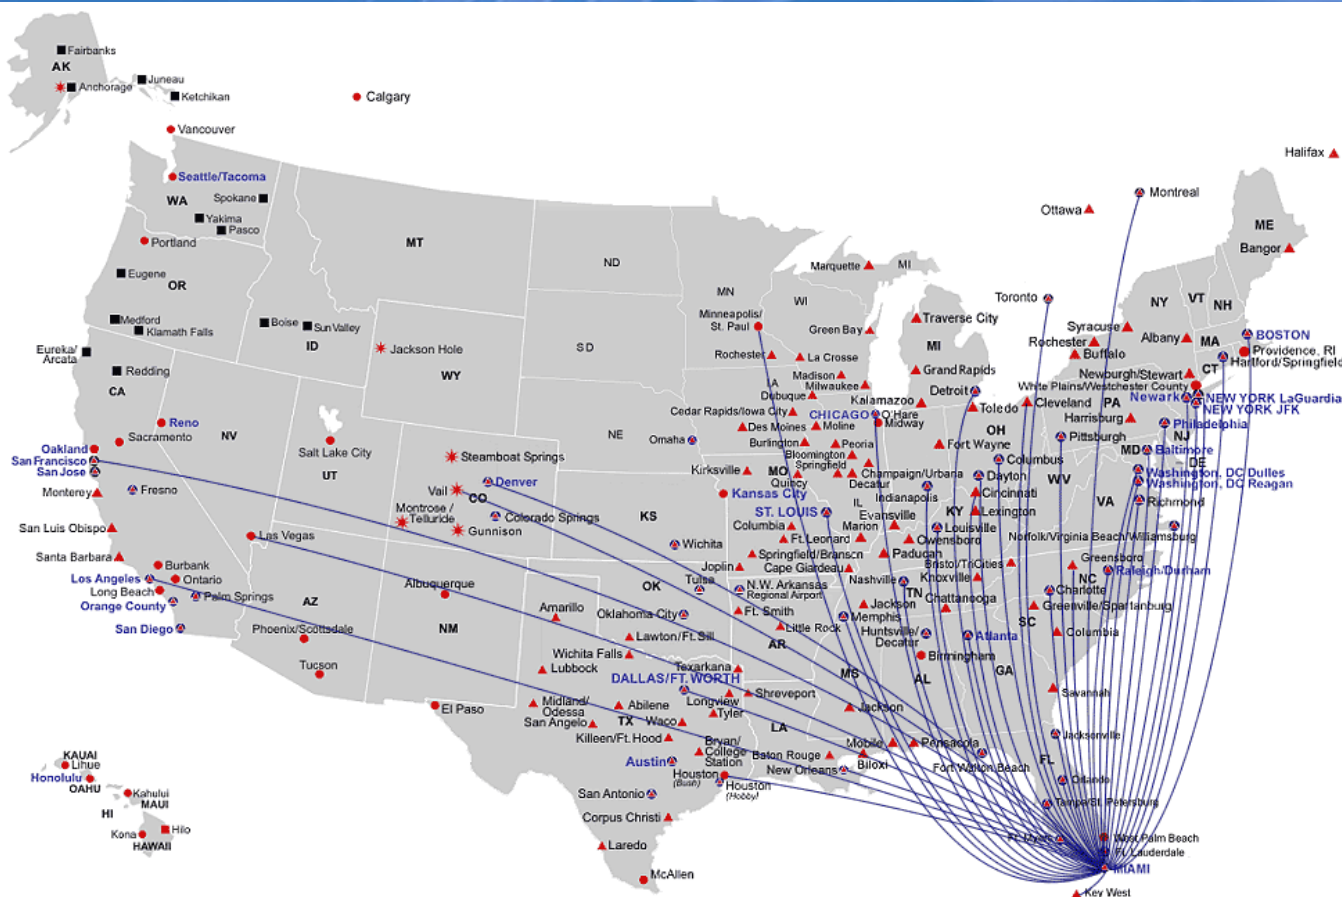 Fairbanks
AK
Anchorage
Juneau
Ketchikan
Calgary
Vancouver
Halifax
Seattle/Tacoma
WA
Spokane
Yakima
Pasco
Portland
Eugene
OR
Medford
Klamath Falls
Boise
Sun Valley
ID
Eureka/
Arcata
Redding
CA
MT
Jackson Hole
WY
ND
SD
NE
MN
WI
Minneapolis/
St. Paul
Rochester
La Crosse
Marquette
MI
Green Bay
Traverse City
MI
Grand Rapids
Madison
Milwaukee
IA
Dubuque
Kalamazoo
Detroit
Toledo
Cleveland
Toronto
Ottawa
Montreal
ME
Bangor
NY
VT
NH
Syracuse
Albany
MA
BOSTON
Rochester
Buffalo
Providence, RI
Hartford/Springfield
CT
Newburgh/Stewart
White Plains/Westchester County
PA
Newark
NEW YORK LaGuardia
NEW YORK JFK
Harrisburg
Philadelphia
NJ
Pittsburgh
MD
Baltimore
DE
Washington, DC Dulles
Washington, DC Reagan
Richmond
VA
WV
Norfolk/Virginia Beach/Williamsburg
Cedar Rapids/Iowa City
CHICAGO
O'Hare
Midway
Des Moines
Moline
Omaha
Burlington
Peoria
Bloomington
Springfield
Champaign/Urbana
Decatur
Fort Wayne
OH
Columbus
Dayton
Indianapolis
Cincinnati
Kirksville
MO
Quincy
IL
Kansas City
ST. LOUIS
Evansville
KY
Lexington
Louisville
Owensboro
Columbia
Marion
Ft. Leonard
Paducah
Springfield/Branson
Cape Girardeau
Joplin
Bristol/TriCities
Knoxville
Greensboro
Raleigh/Durham
NC
Nashville
TN
Chattanooga
Charlotte
Greenville/Spartanburg
SC
Columbia
Reno
Oakland
Sacramento
San Francisco
San Jose
Monterey
Fresno
NV
Salt Lake City
UT
Steamboat Springs
Vail
CO
Denver
Montrose /
Telluride
Colorado Springs
Gunnison
KS
Wichita
San Luis Obispo
Santa Barbara
Las Vegas
Burbank
Los Angeles
Ontario
Long Beach
Palm Springs
Orange County
San Diego
AZ
Phoenix/Scottsdale
Tucson
Albuquerque
NM
El Paso
OK
Tulsa
N.W. Arkansas
Regional Airport
Amarillo
Oklahoma City
Ft. Smith
Little Rock
AR
Lawton/Ft.Sill
Wichita Falls
Lubbock
Texarkana
DALLAS/FT. WORTH
Memphis
Jackson
Huntsville/
Decatur
Atlanta
Birmingham
MS
AL
GA
Savannah
Midland/
Odessa
Abilene
Longview
Shreveport
Tyler
San Angelo
TX
Waco
LA
Jackson
Killeen/Ft. Hood
Bryan/
College
Station
Baton Rouge
Mobile
Pensacola
Biloxi
New Orleans
Fort Walton Beach
Jacksonville
FL
Orlando
Austin
Houston
(Bush)
Houston
(Hobby)
San Antonio
Corpus Christi
Laredo
McAllen
Tampa/St. Petersburg
Ft. Myers
West Palm Beach
Ft. Lauderdale
MIAMI
Key West
KAUAI
Lihue
Honolulu
OAHU
Kahului
MAUI
HI
Kona
Hilo
HAWAII